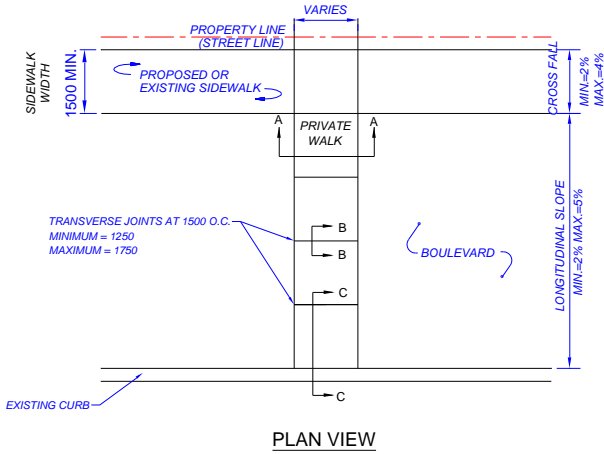 VARIES
PROPERTY LINE
(STREET LINE)
SIDEWALK
WIDTH
1500 MIN.
PROPOSED OR
EXISTING SIDEWALK
CROSS FALL
MIN.=2%
MAX.=4%
A
A
PRIVATE
WALK
TRANSVERSE JOINTS AT 1500 O.C.
MINIMUM = 1250
MAXIMUM = 1750
B
B
BOULEVARD
LONGITUDINAL SLOPE
MIN.=2% MAX.=5%
C
C
EXISTING CURB
PLAN VIEW